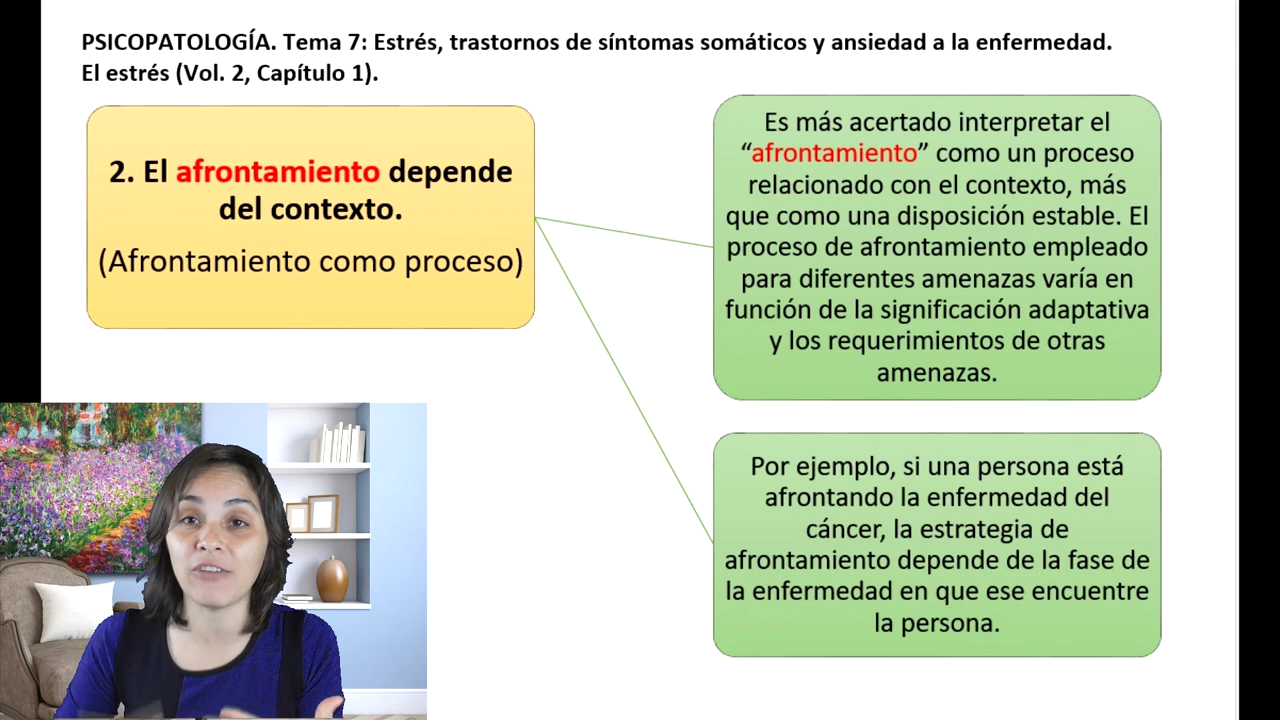 PSICOPATOLOGÍA. Tema 7: Estrés, trastornos de síntomas somáticos y ansiedad a la enfermedad.
El estrés (Vol. 2, Capítulo 1).
2. El afrontamiento depende
del contexto.
(Afrontamiento como proceso)
Es más acertado interpretar el
“afrontamiento” como un proceso
relacionado con el contexto, más
que como una disposición estable. El
proceso de afrontamiento empleado
para diferentes amenazas varía en
función de la significación adaptativa
y los requerimientos de otras
amenazas.
Por ejemplo, si una persona está
afrontando la enfermedad del
cáncer, la estrategia de
afrontamiento depende de la fase de
la enfermedad en que ese encuentre
la persona.